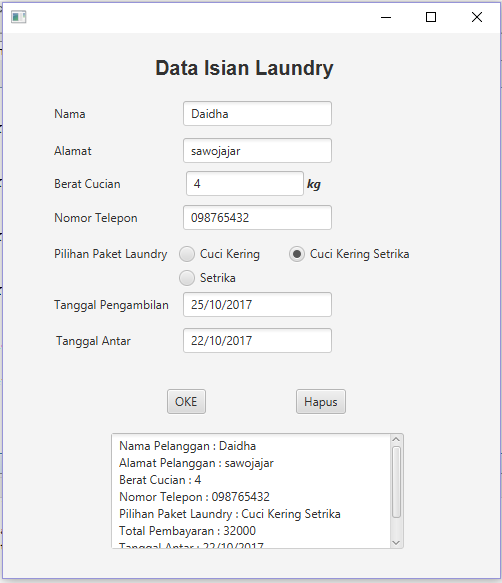 Data Isian Laundry
Nama Daidha
Alamat sawojajar
Berat Cucian 4 kg
Nomor Telepon 098765432
Pilihan Paket Laundry Cuci Kering Cuci Kering Setrika
Setrika
Tanggal Pengambilan 25/10/2017
Tanggal Antar 22/10/2017
OKE Hapus
Nama Pelanggan : Daidha
Alamat Pelanggan : sawojajar
Berat Cucian : 4
Nomor Telepon : 098765432
Pilihan Paket Laundry : Cuci Kering Setrika
Total Pembayaran : 32000
Tanggal Antar : 22/10/2017